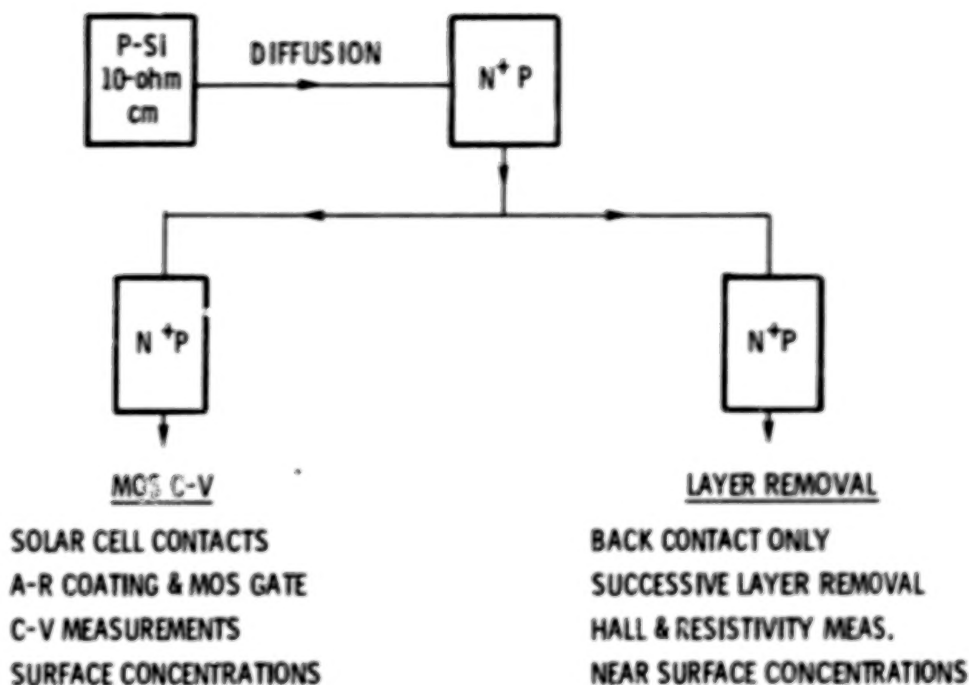 P-Si
10-ohm
cm
DIFFUSION
N+ P
N+P
N+P
MOS C-V
SOLAR CELL CONTACTS
A-R COATING & MOS GATE
C-V MEASUREMENTS
SURFACE CONCENTRATIONS
LAYER REMOVAL
BACK CONTACT ONLY
SUCCESSIVE LAYER REMOVAL
HALL & RESISTIVITY MEAS.
NEAR SURFACE CONCENTRATIONS